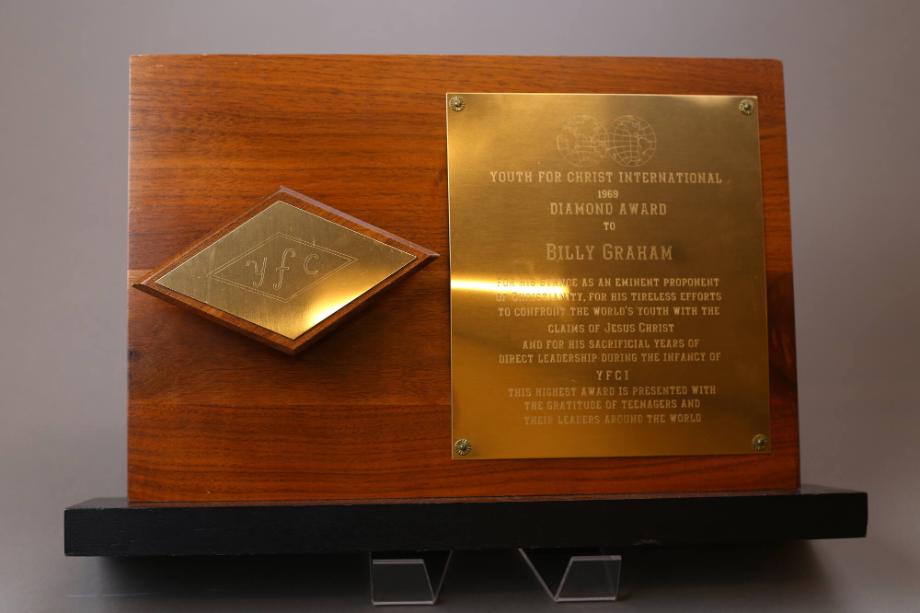 yfc
YOUTH FOR CHRIST INTERNATIONAL
1969
DIAMOND AWARD
TO
BILLY GRAHAM
FOR HIS STANCE AS AN EMINENT PROPONENT
OF CHRISTIANITY, FOR HIS TIRELESS EFFORTS
TO CONFRONT THE WORLD'S YOUTH WITH THE
CLAIMS OF JESUS CHRIST
AND FOR HIS SACRIFICIAL YEARS OF
DIRECT LEADERSHIP DURING THE INFANCY OF
YFCI
THIS HIGHEST AWARD IS PRESENTED WITH
THE GRATITUDE OF TEENAGERS AND
THEIR LEADERS AROUND THE WORLD